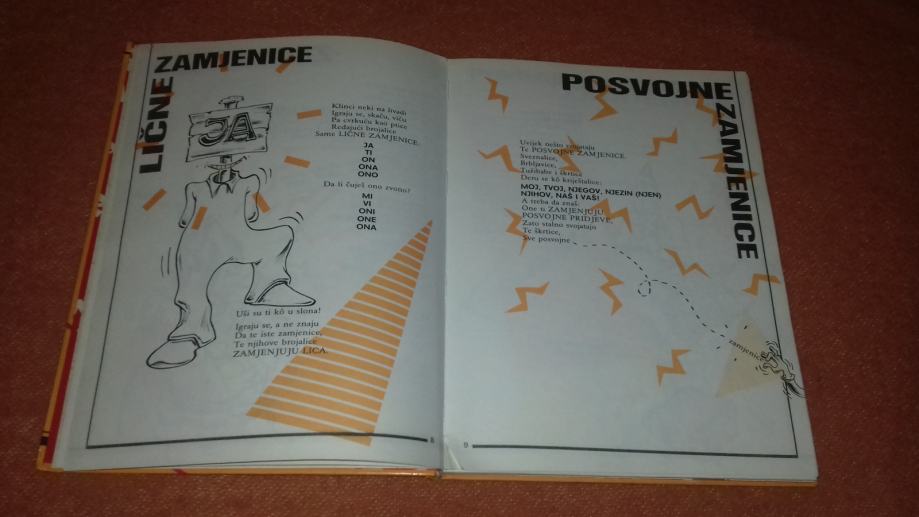 LIČNE
ZAMJENICE
JA
Klinci neki na livadi
Igraju se, skaču, viču
Pa cvrkuću kao ptice
Ređajući brojalice
Same LIČNE ZAMJENICE.
JA
TI
ON
ONA
ONO
Da li čuješ ono zvono?
MI
VI
ONI
ONE
ONA
Uši su ti kô u slona!
Igraju se, a ne znaju
Da te iste zamjenice,
Te njihove brojalice
ZAMJENJUJU LICA.
8
POSVOJNE
ZAMJENICE
Uvijek nešto svojataju
Te POSVOJNE ZAMJENICE.
Sveznalice,
Brbljavice,
Tužibabe i škrtice
Deru se kô kriještalice:
MOJ, TVOJ, NJEGOV, NJEZIN (NJEN)
NJIHOV, NAŠ I VAŠ!
A treba da znaš:
One ti ZAMJENJUJU
POSVOJNE PRIDJEVE,
Zato stalno svojataju
Te škrtice,
Sve posvojne
zamjenice
9